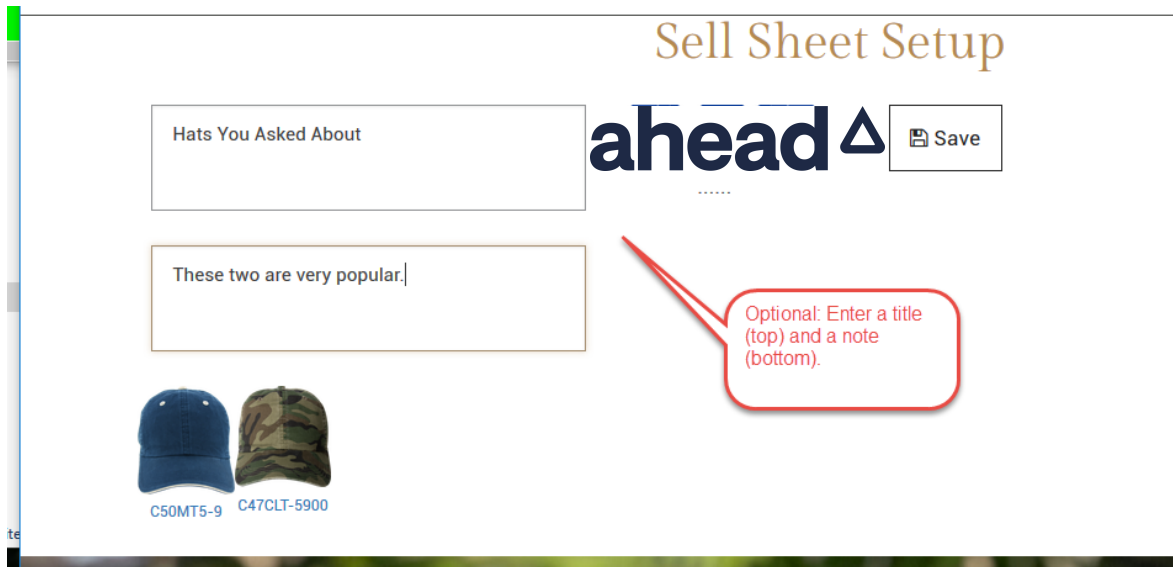 Sell Sheet Setup
Hats You Asked About
ahead
Save
......
These two are very popular.
Optional: Enter a title
(top) and a note
(bottom).
C50MT5-9
C47CLT-5900